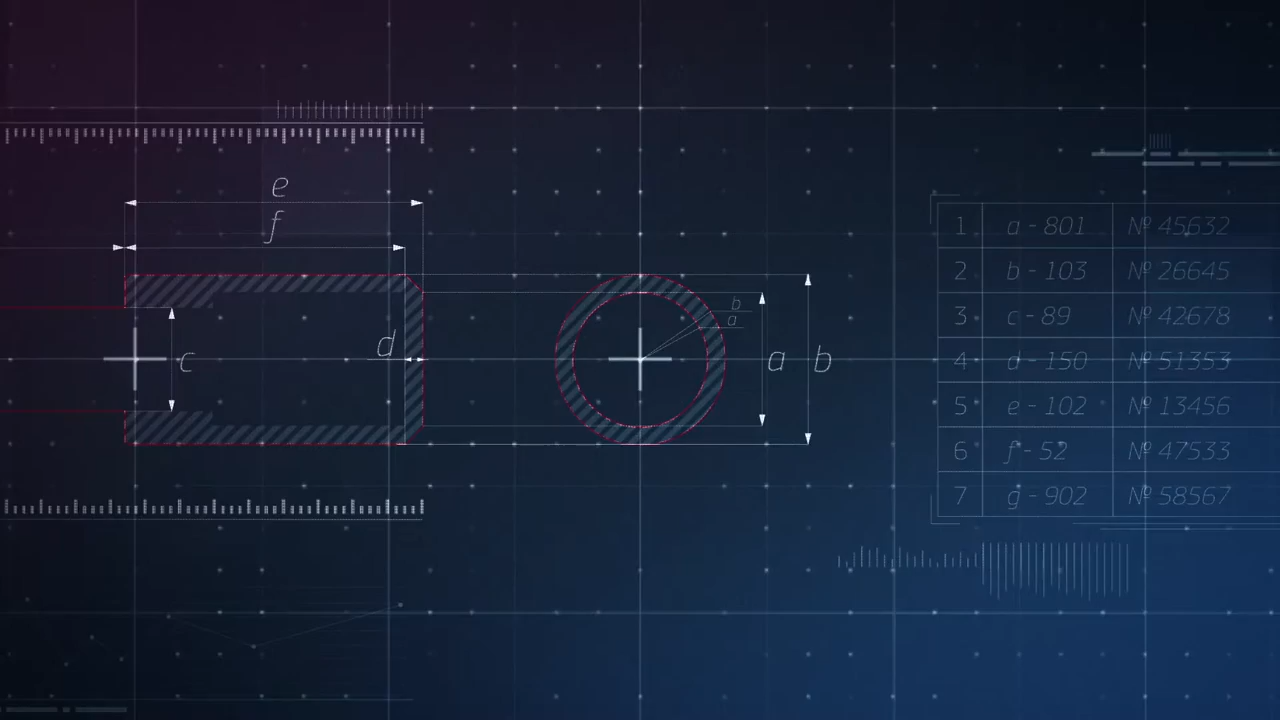 e
f
c
d
b
a
a
b
1 a - 801 № 45632
2 b - 103 № 26645
3 c - 89 № 42678
4 d - 150 № 51353
5 e - 102 № 13456
6 f - 52 № 47533
7 g - 902 № 58567